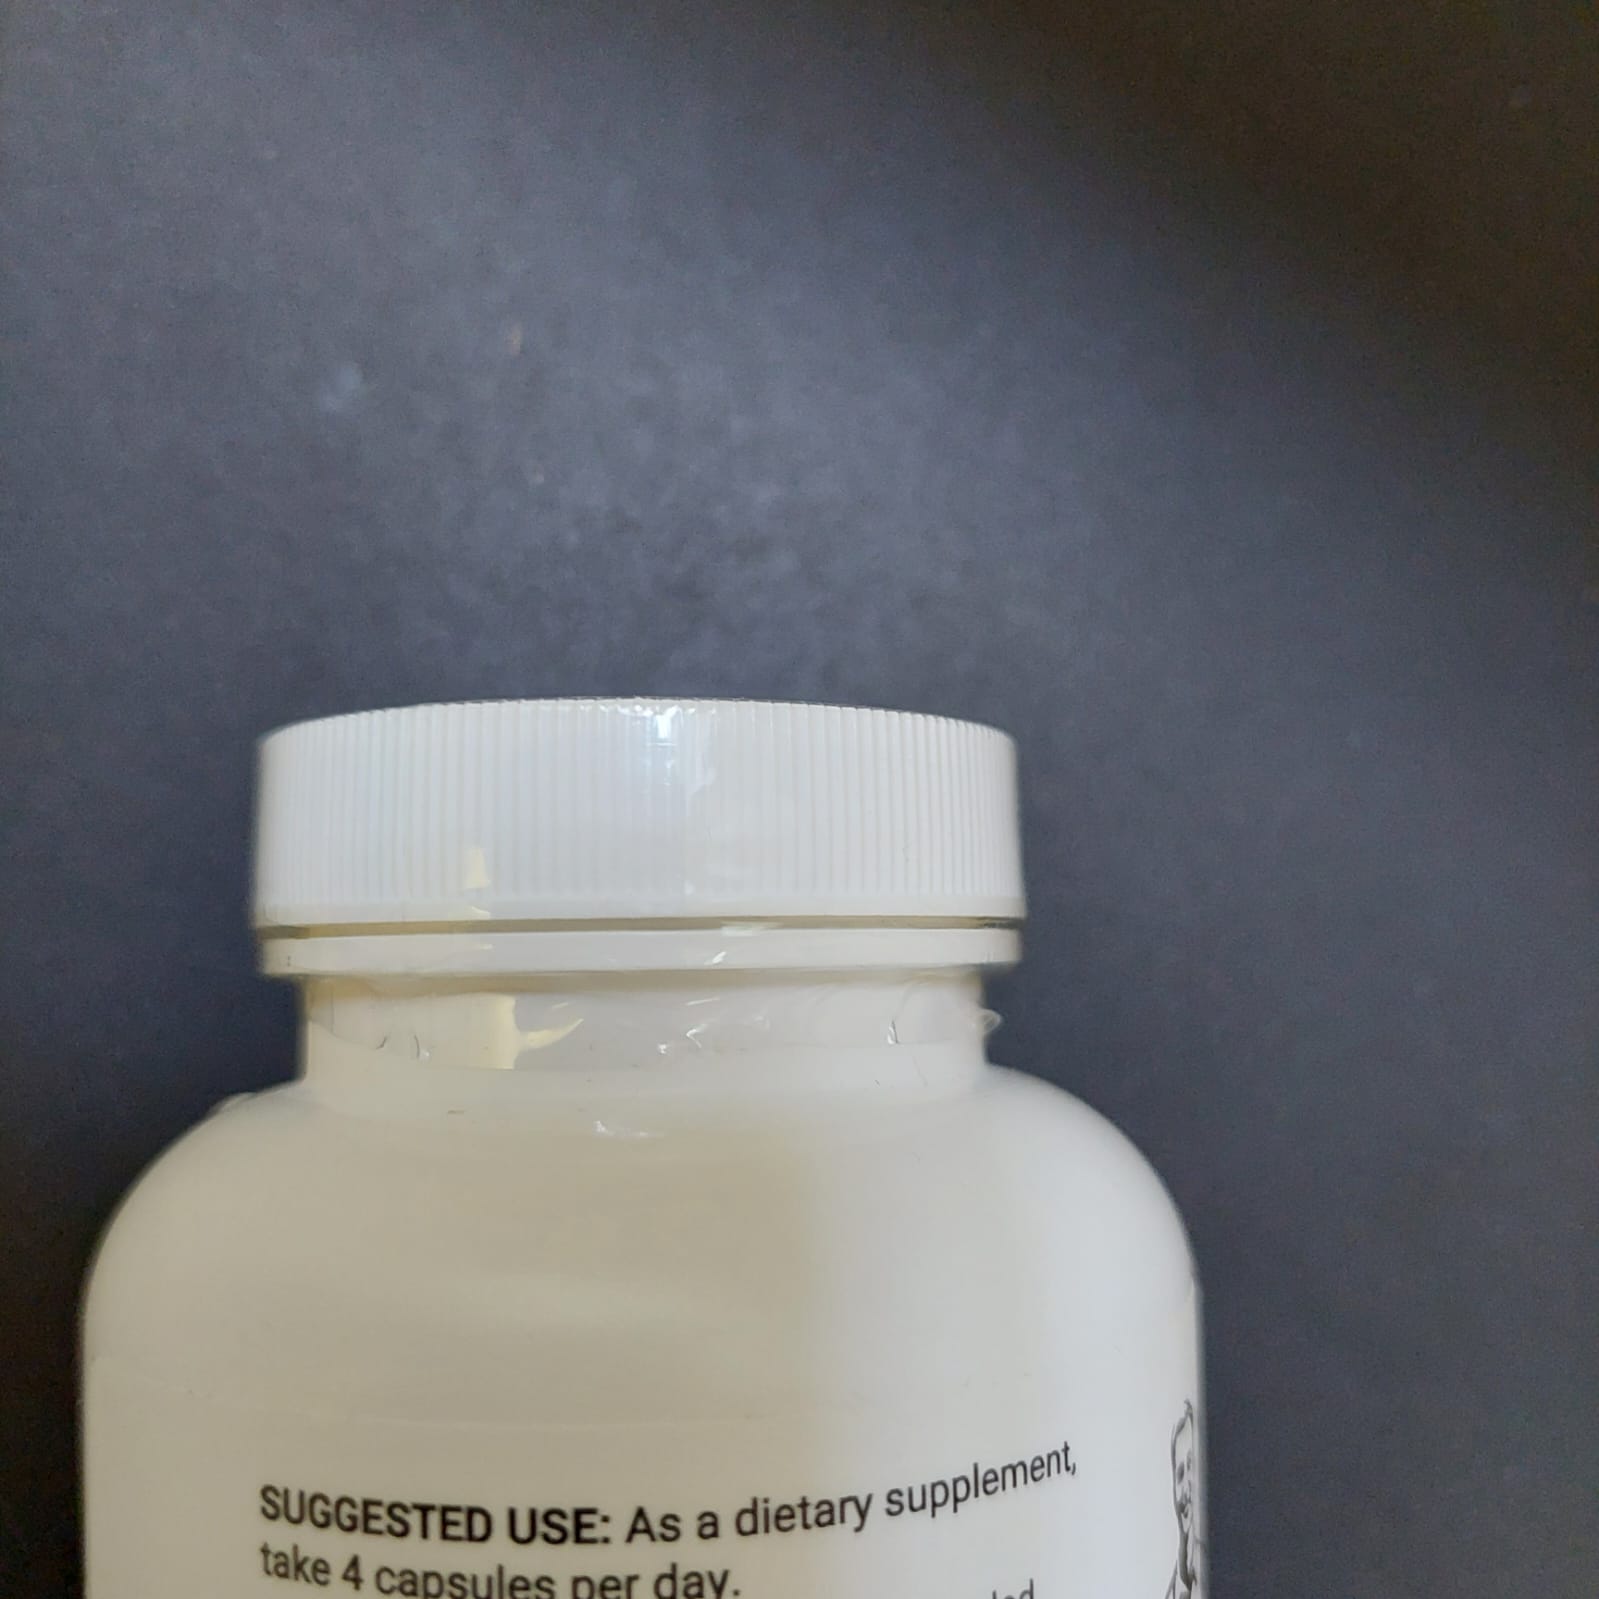 SUGGESTED USE: As a dietary supplement,
take 4 capsules per day.